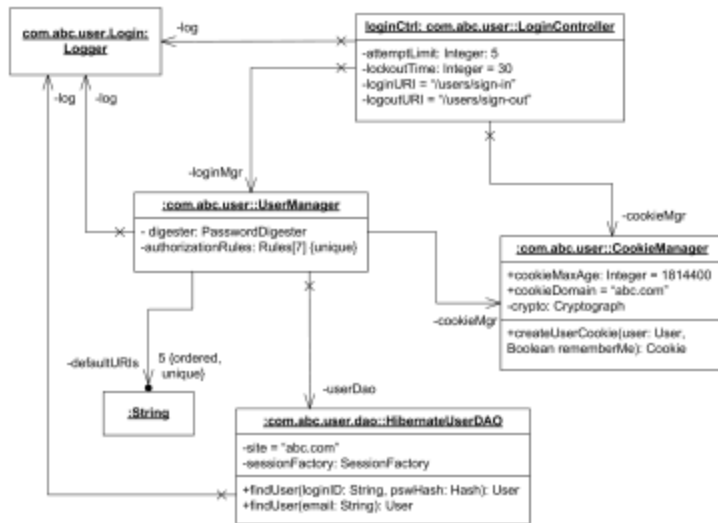 com.abc.user.Login:
Logger
-log
loginCtrl: com.abc.user::LoginController
-attemptLimit: Integer: 5
-lockoutTime: Integer = 30
-loginURI = "/users/sign-in"
-logoutURI = "/users/sign-out"
-log
-log
-loginMgr
:com.abc.user::UserManager
- digester: PasswordDigester
-authorizationRules: Rules[7] {unique}
-cookieMgr
:com.abc.user::CookieManager
+cookieMaxAge: Integer = 1814400
+cookieDomain = "abc.com"
-crypto: Cryptograph
+createUserCookie(user: User,
Boolean rememberMe): Cookie
-cookieMgr
-defaultURIs
5 {ordered,
unique}
:String
-userDao
:com.abc.user.dao::HibernateUserDAO
-site = "abc.com"
-sessionFactory: SessionFactory
+findUser(loginID: String, pswHash: Hash): User
+findUser(email: String): User